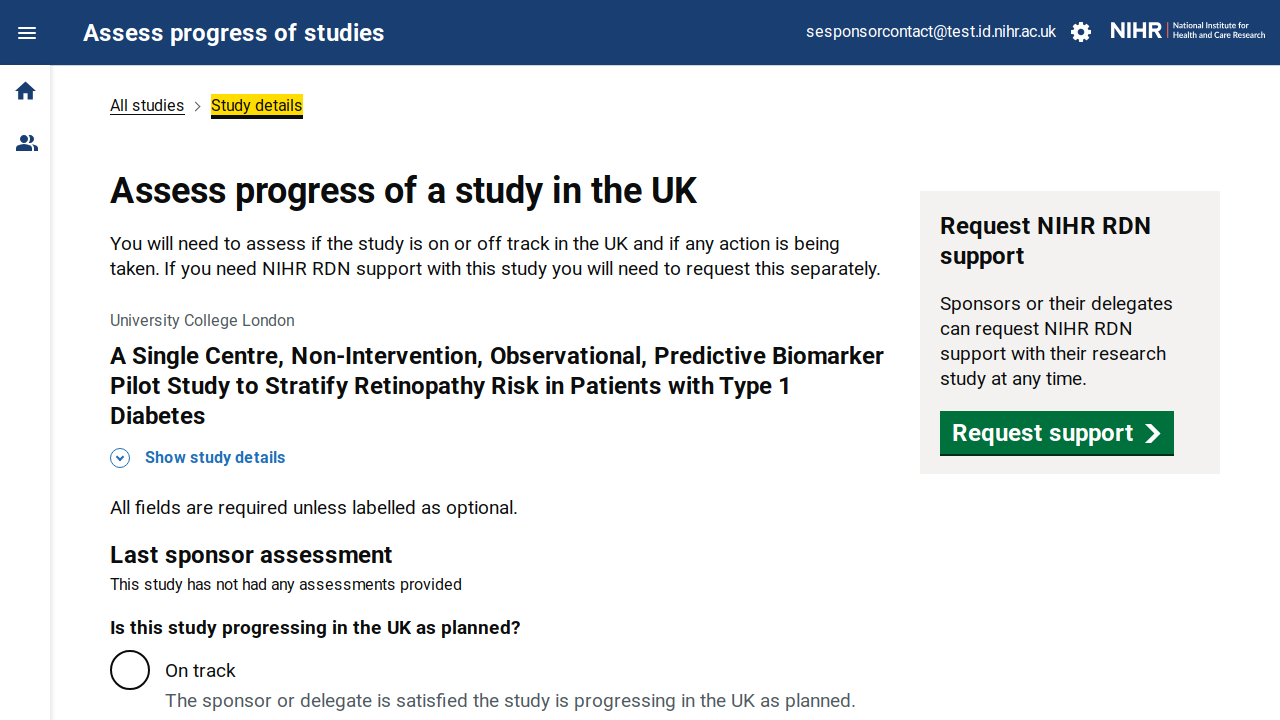 Assess progress of studies
sesponsorcontact@test.id.nihr.ac.uk
NIHR
National Institute for
Health and Care Research
All studies
Study details
Assess progress of a study in the UK
You will need to assess if the study is on or off track in the UK and if any action is being
taken. If you need NIHR RDN support with this study you will need to request this separately.
University College London
A Single Centre, Non-Intervention, Observational, Predictive Biomarker
Pilot Study to Stratify Retinopathy Risk in Patients with Type 1
Diabetes
Show study details
All fields are required unless labelled as optional.
Last sponsor assessment
This study has not had any assessments provided
Is this study progressing in the UK as planned?
On track
The sponsor or delegate is satisfied the study is progressing in the UK as planned.
Request NIHR RDN
support
Sponsors or their delegates
can request NIHR RDN
support with their research
study at any time.
Request support